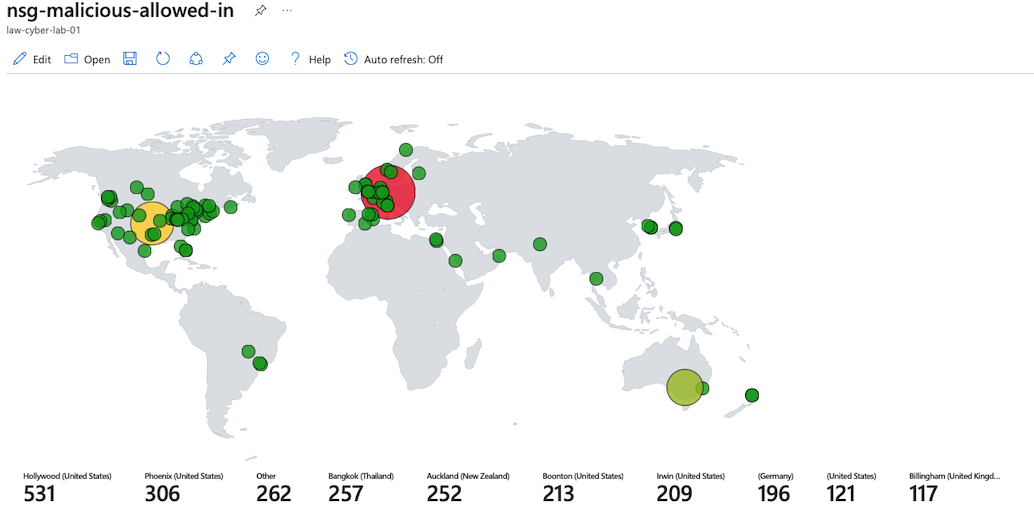 nsg-malicious-allowed-in
law-cyber-lab-01
Edit Open Help Auto refresh: Off
Hollywood (United States) Phoenix (United States) Other Bangkok (Thailand) Auckland (New Zealand) Boonton (United States) Irwin (United States) (Germany) (United States) Billingham (United Kingd...
531 306 262 257 252 213 209 196 121 117